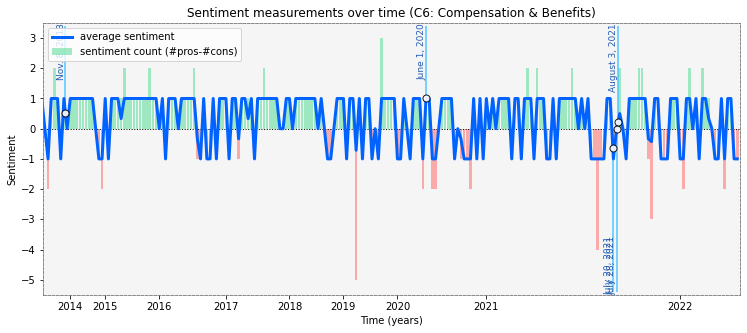 Sentiment measurements over time (C6: Compensation & Benefits)
average sentiment
sentiment count (#pros-#cons)
June 1, 2020
August 3, 2021
July 28, 2021
Sentiment
3
2
1
0
−1
−2
−3
−4
−5
2014
2015
2016
2017
2018
2019
2020
2021
2022
Time (years)